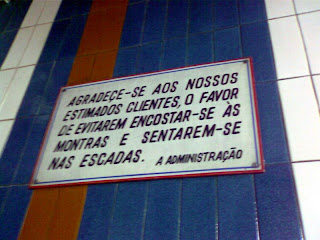 AGRADECE-SE AOS NOSSOS
ESTIMADOS CLIENTES, O FAVOR
DE EVITAREM ENCOSTAR-SE ÀS
MONTRAS E SENTAREM-SE
NAS ESCADAS. A ADMINISTRAÇÃO